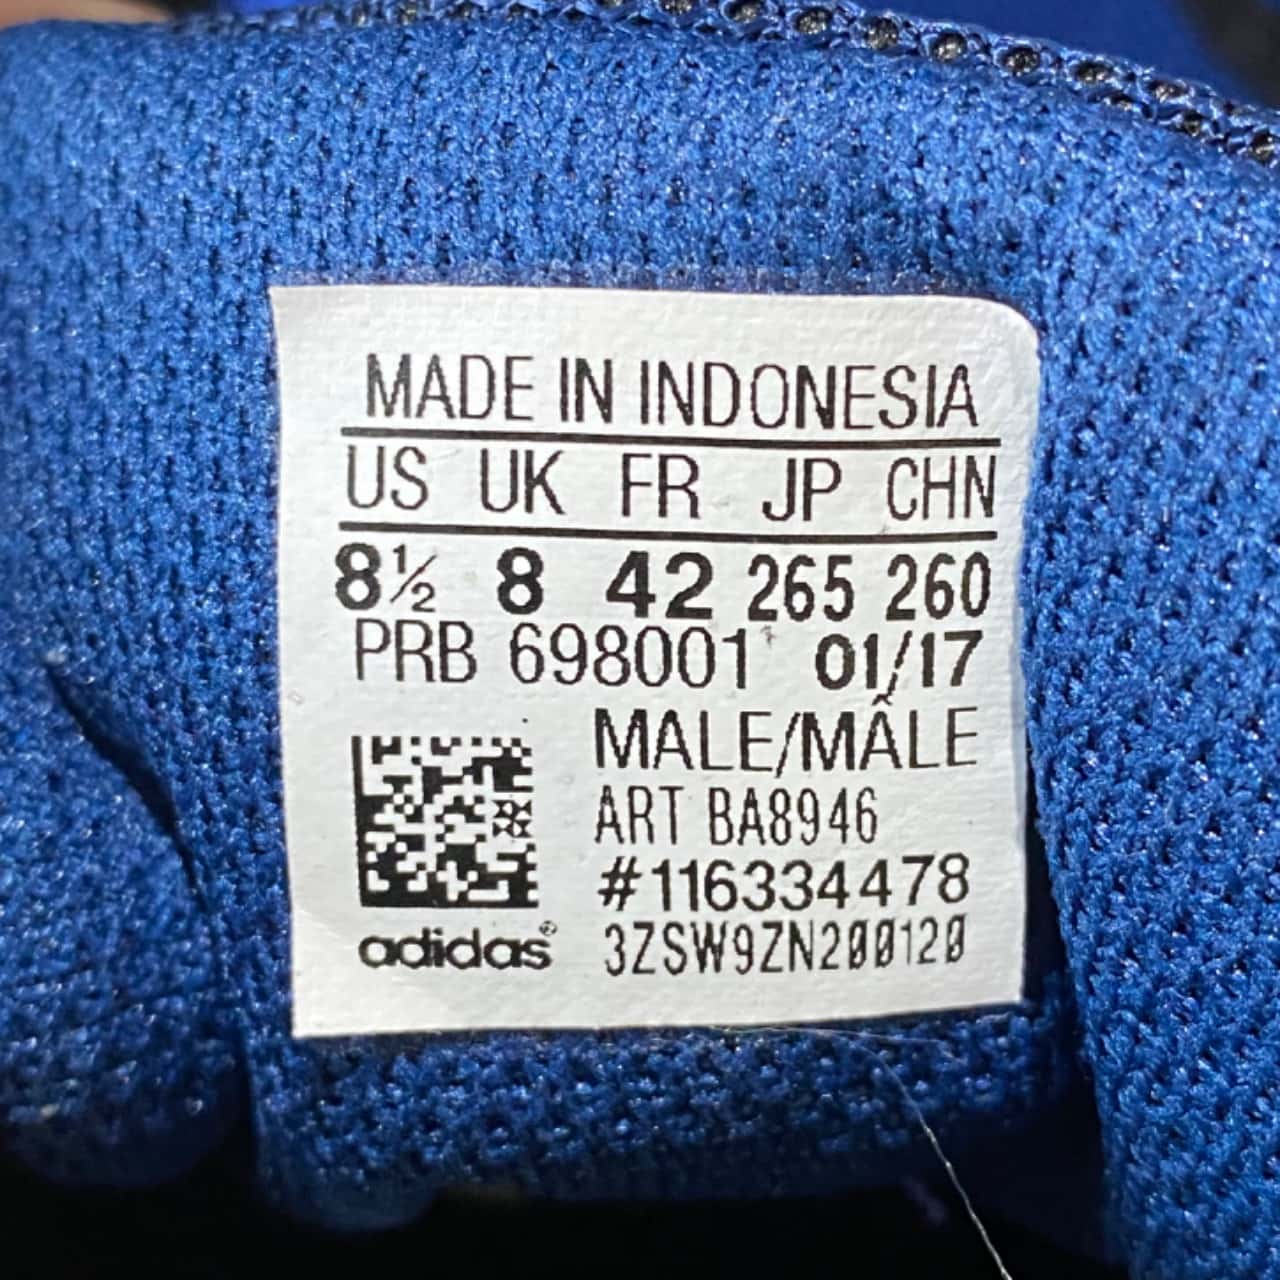 MADE IN INDONESIA
US UK FR JP CHN
8½ 8 42 265 260
PRB 698001 01/17
MALE/MÂLE
ART BA8946
#116334478
adidas® 3ZSW9ZN200120